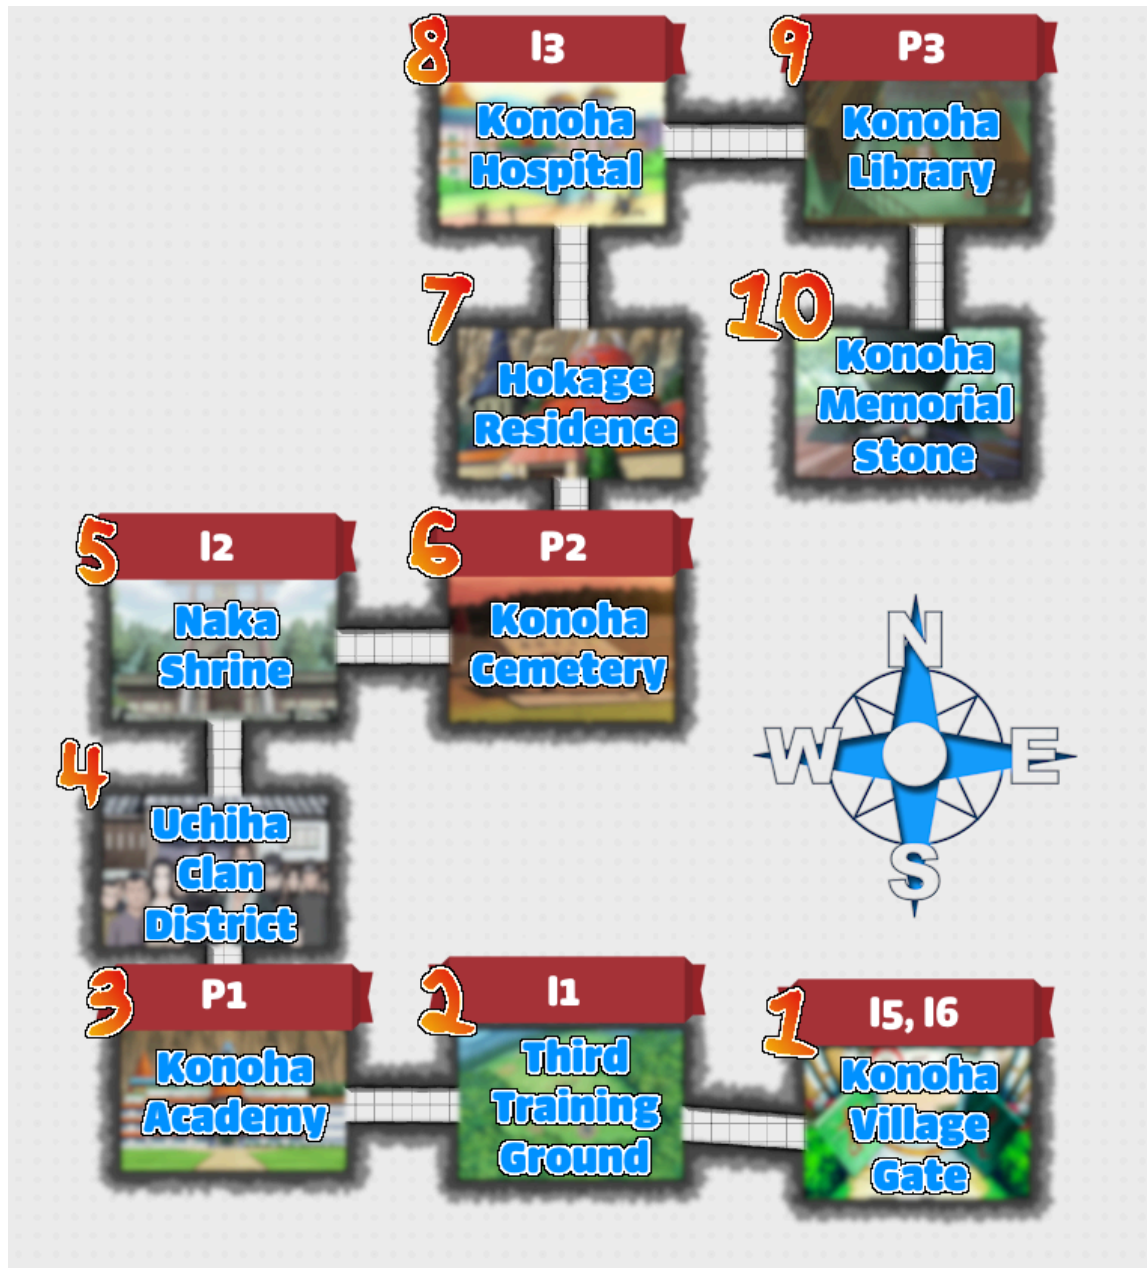 8
I3
Konoha
Hospital
9
P3
Konoha
Library
7
Hokage
Residence
10
Konoha
Memorial
Stone
5
I2
Naka
Shrine
6
P2
Konoha
Cemetery
N
W
E
S
4
Uchiha
Clan
District
3
P1
Konoha
Academy
2
I1
Third
Training
Ground
1
I5, I6
Konoha
Village
Gate